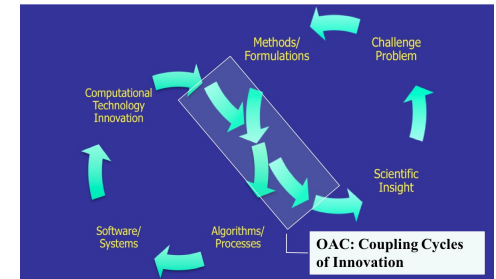 Methods/
Formulations
Challenge
Problem
Computational
Technology
Innovation
Scientific
Insight
Software/
Systems
Algorithms/
Processes
OAC: Coupling Cycles
of Innovation